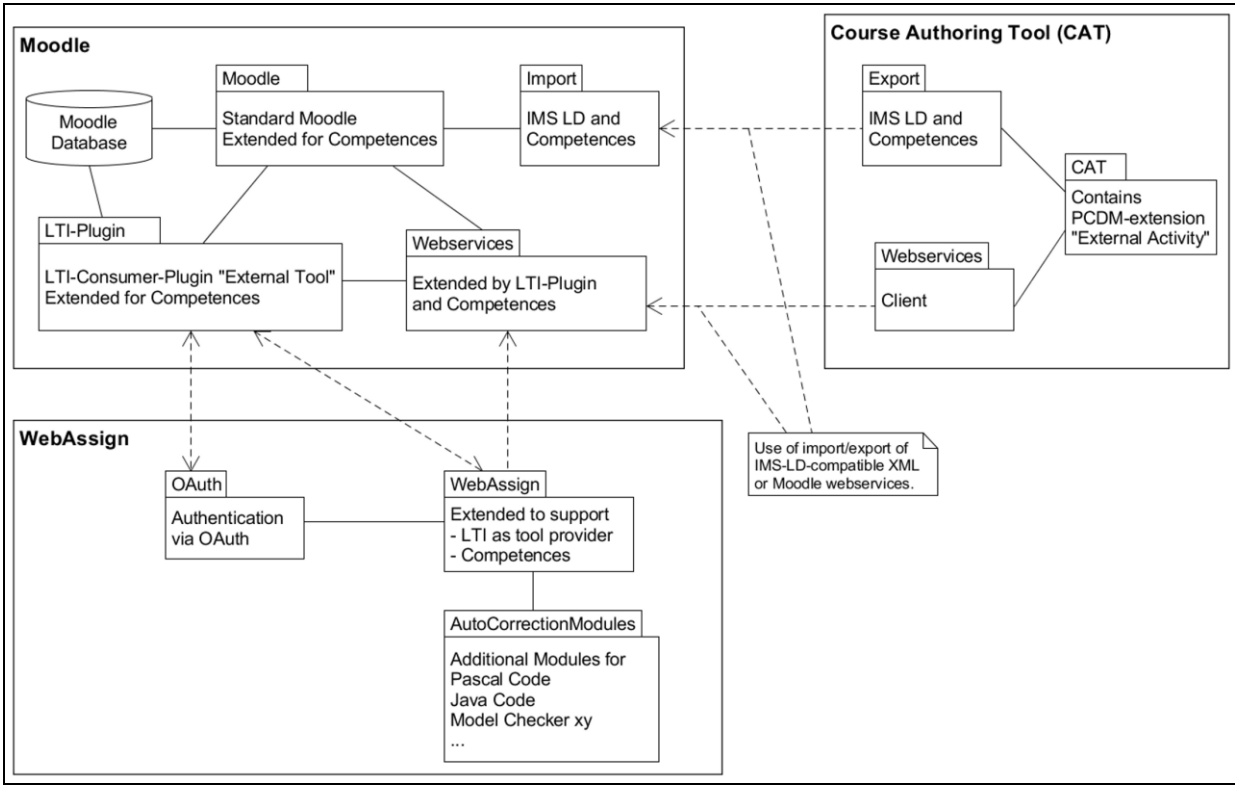 Moodle
Moodle
Database
Moodle
Standard Moodle
Extended for Competences
Import
IMS LD and
Competences
LTI-Plugin
LTI-Consumer-Plugin "External Tool"
Extended for Competences
Webservices
Extended by LTI-Plugin
and Competences
Course Authoring Tool (CAT)
Export
IMS LD and
Competences
CAT
Contains
PCDM-extension
"External Activity"
Webservices
Client
Use of import/export of
IMS-LD-compatible XML
or Moodle webservices.
WebAssign
OAuth
Authentication
via OAuth
WebAssign
Extended to support
- LTI as tool provider
- Competences
AutoCorrectionModules
Additional Modules for
Pascal Code
Java Code
Model Checker xy
...